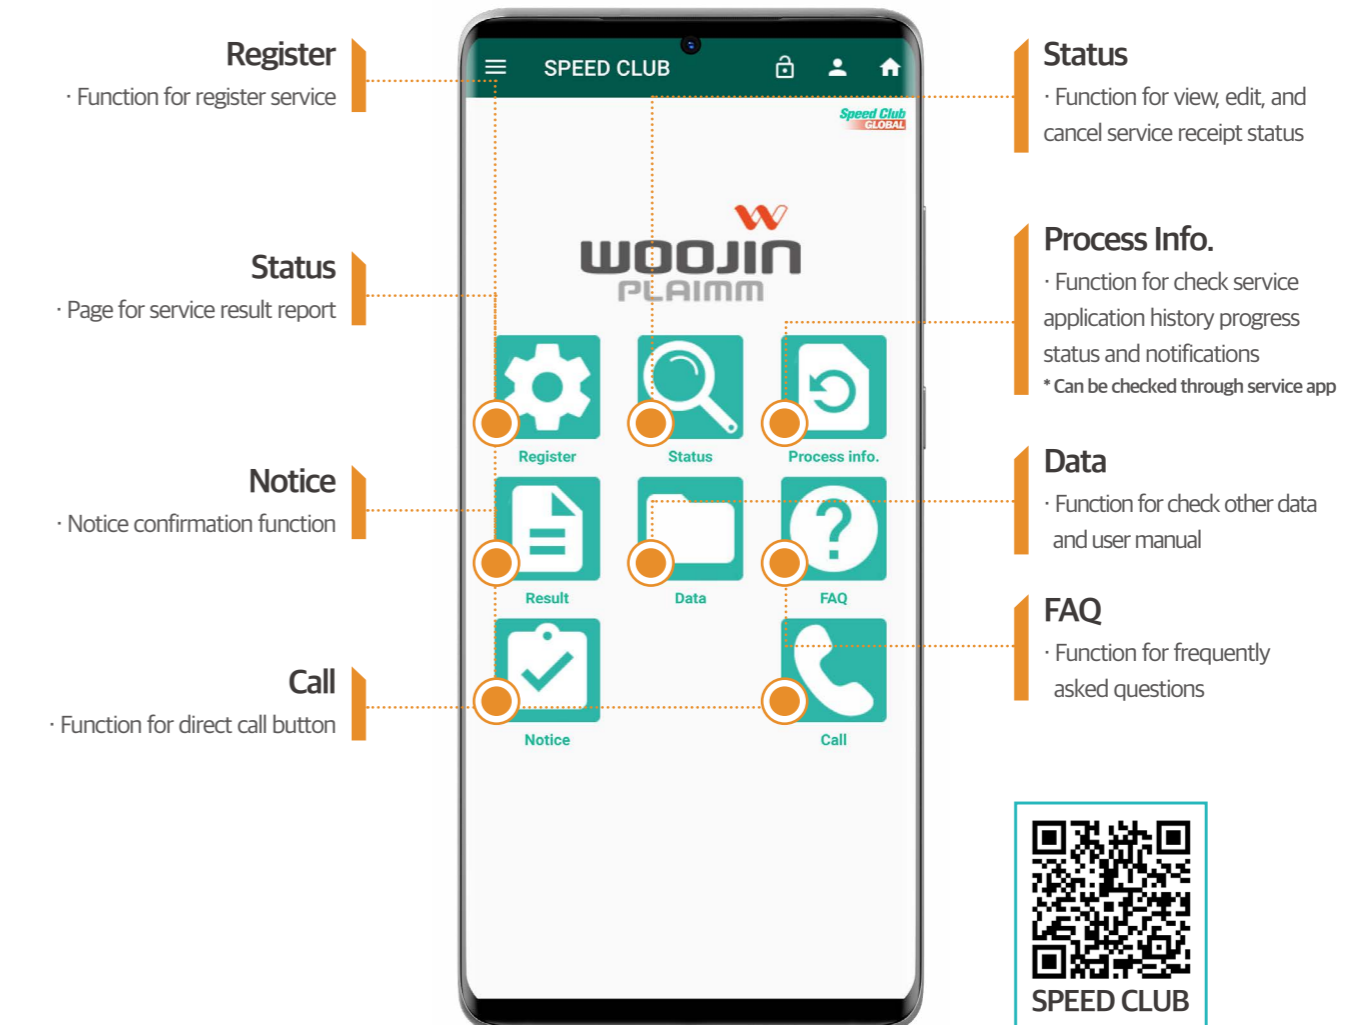 Register
· Function for register service
Status
· Page for service result report
Notice
· Notice confirmation function
Call
· Function for direct call button
SPEED CLUB
Speed Club
GLOBAL
WOOJIN
PLAIMM
Register
Status
Process info.
Result
Data
FAQ
Notice
Call
Status
· Function for view, edit, and
cancel service receipt status
Process Info.
· Function for check service
application history progress
status and notifications
* Can be checked through service app
Data
· Function for check other data
and user manual
FAQ
· Function for frequently
asked questions
SPEED CLUB